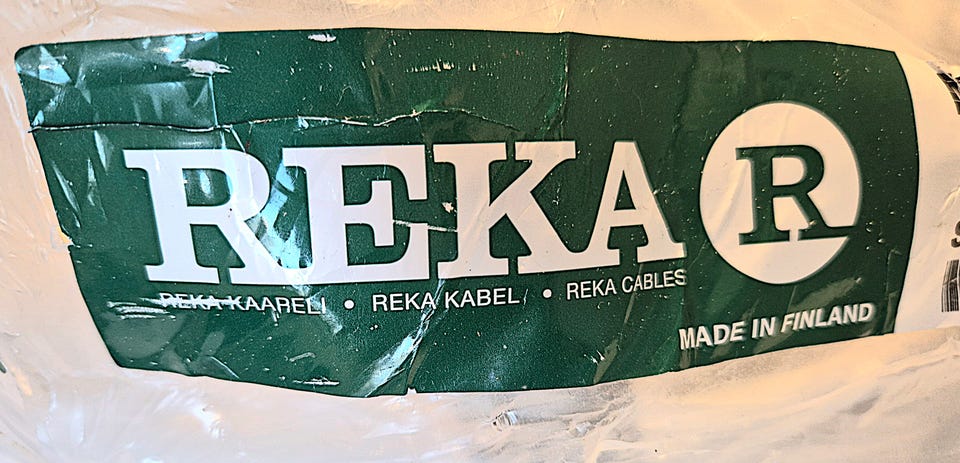 REKA R
REKA KAAPELI • REKA KABEL • REKA CABLES
MADE IN FINLAND